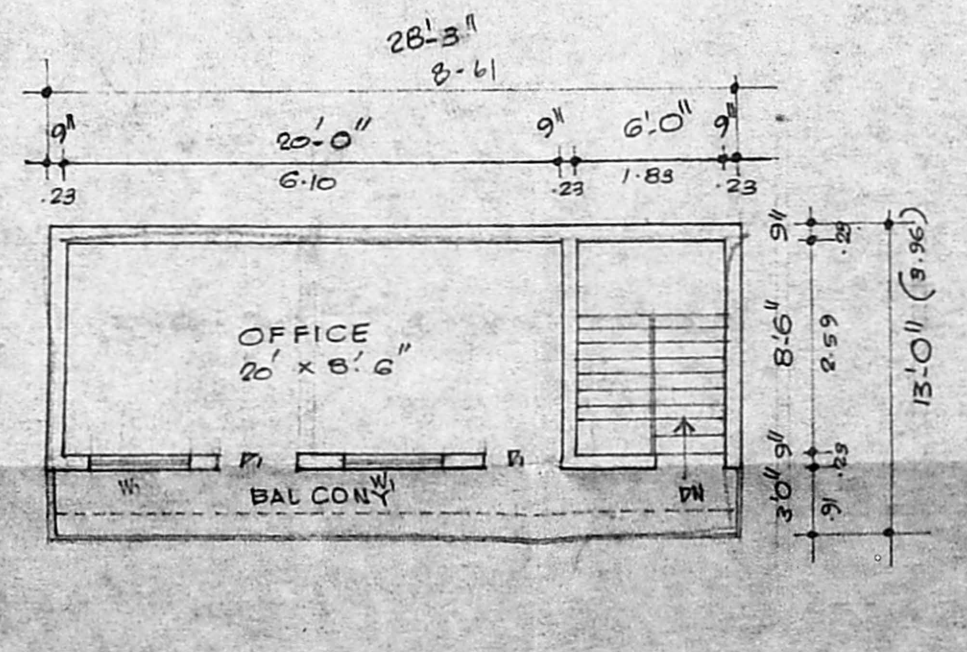 28'-3"
8-61
9" 20'-0" 9" 6'-0" 9"
.23 6.10 .23 1.83 .23
OFFICE
20' x 8'. 6"
W1 D1 W1 D1
BALCONY
DN
9" 8'-6" 9" 3'0"
.23 2.59 .23 .91
13'-0" (3.96)